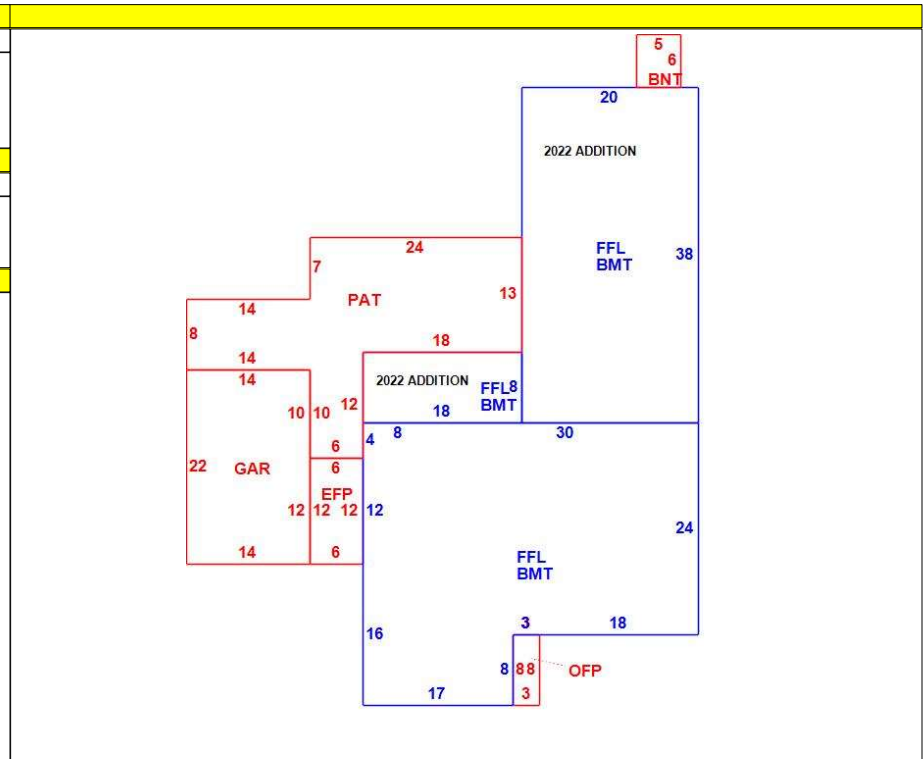 5
6
BNT
20
2022 ADDITION
FFL
BMT
38
24
7
PAT
13
14
8
14
18
14
2022 ADDITION
FFL 8
BMT
10 10 12
18
8 30
4
6
22 GAR
6
EFP
12 12 12 12
24
14 6
FFL
BMT
16
3 18
8 8 8 OFP
17 3